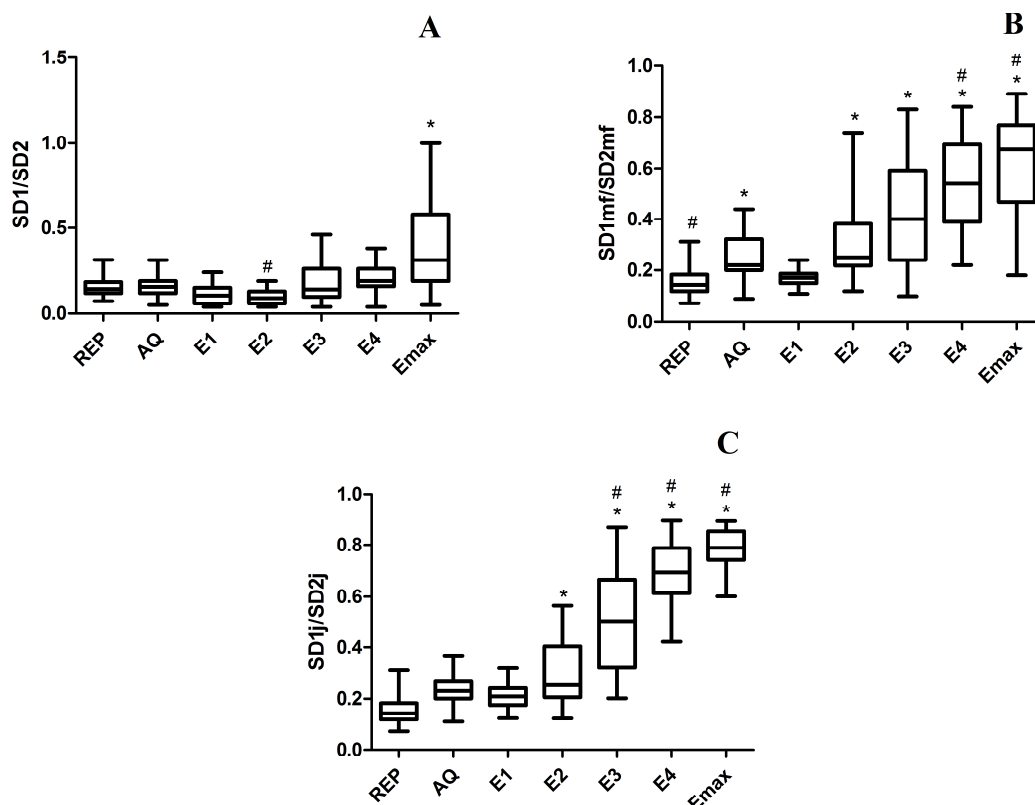 A
SD1/SD2
1.5
1.0
0.5
0.0
*
#
REP AQ E1 E2 E3 E4 Emax
B
SD1mf/SD2mf
1.0
0.8
0.6
0.4
0.2
0.0
# #
* * * * *
#
REP AQ E1 E2 E3 E4 Emax
C
SD1j/SD2j
1.0
0.8
0.6
0.4
0.2
0.0
# # #
* * * *
REP AQ E1 E2 E3 E4 Emax